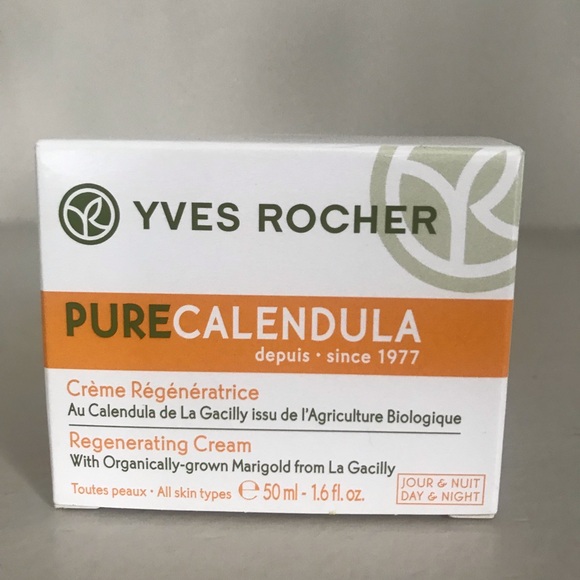 YVES ROCHER
PURECALENDULA
depuis · since 1977
Crème Régénératrice
Au Calendula de La Gacilly issu de l'Agriculture Biologique
Regenerating Cream
With Organically-grown Marigold from La Gacilly
Toutes peaux · All skin types ℮ 50 ml - 1.6 fl. oz.
JOUR & NUIT
DAY & NIGHT